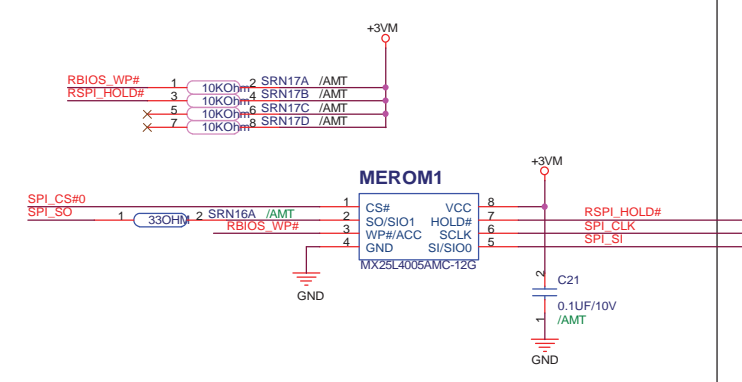 +3VM
RBIOS_WP# 1 10KOhm 2 SRN17A /AMT
RSPI_HOLD# 3 10KOhm 4 SRN17B /AMT
5 10KOhm 6 SRN17C /AMT
7 10KOhm 8 SRN17D /AMT
+3VM
MEROM1
SPI_CS#0 1 CS# VCC 8
SPI_SO 1 33OHM 2 SRN16A /AMT 2 SO/SIO1 HOLD# 7 RSPI_HOLD#
RBIOS_WP# 3 WP#/ACC SCLK 6 SPI_CLK
4 GND SI/SIO0 5 SPI_SI
MX25L4005AMC-12G
GND
2 C21
0.1UF/10V
1 /AMT
GND